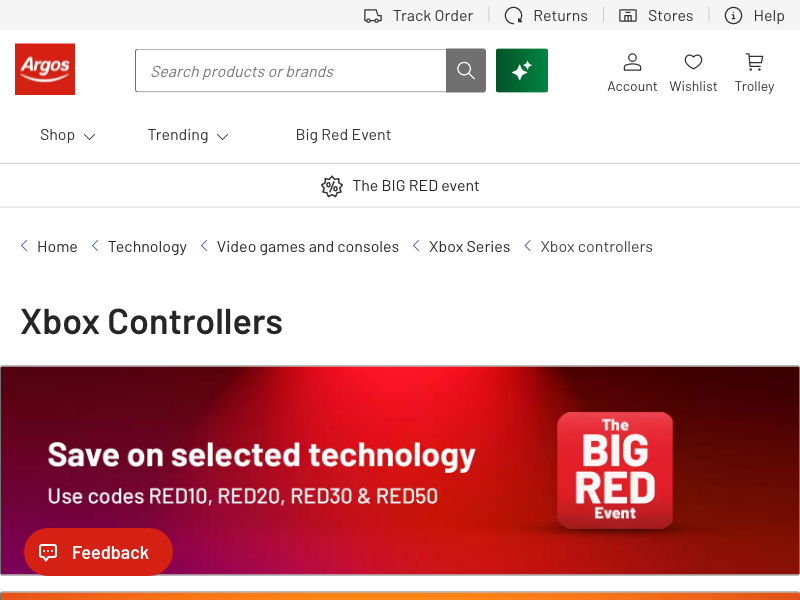 Track Order
Returns
Stores
Help
Argos
Search products or brands
Account
Wishlist
Trolley
Shop
Trending
Big Red Event
The BIG RED event
Home
Technology
Video games and consoles
Xbox Series
Xbox controllers
Xbox Controllers
Save on selected technology
Use codes RED10, RED20, RED30 & RED50
The
BIG
RED
Event
Feedback